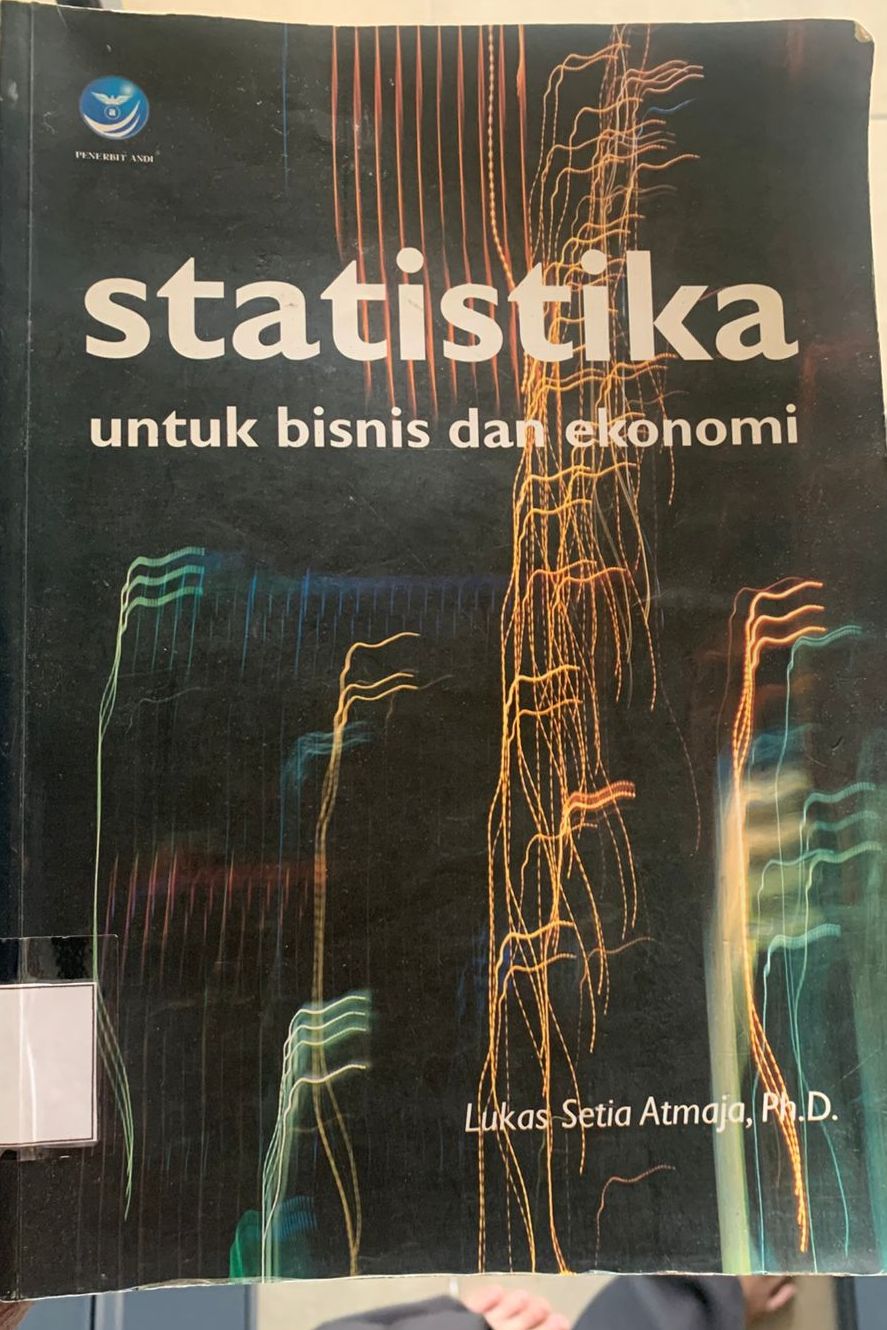 a
PENERBIT ANDI
statistika
untuk bisnis dan ekonomi
Lukas Setia Atmaja, Ph.D.